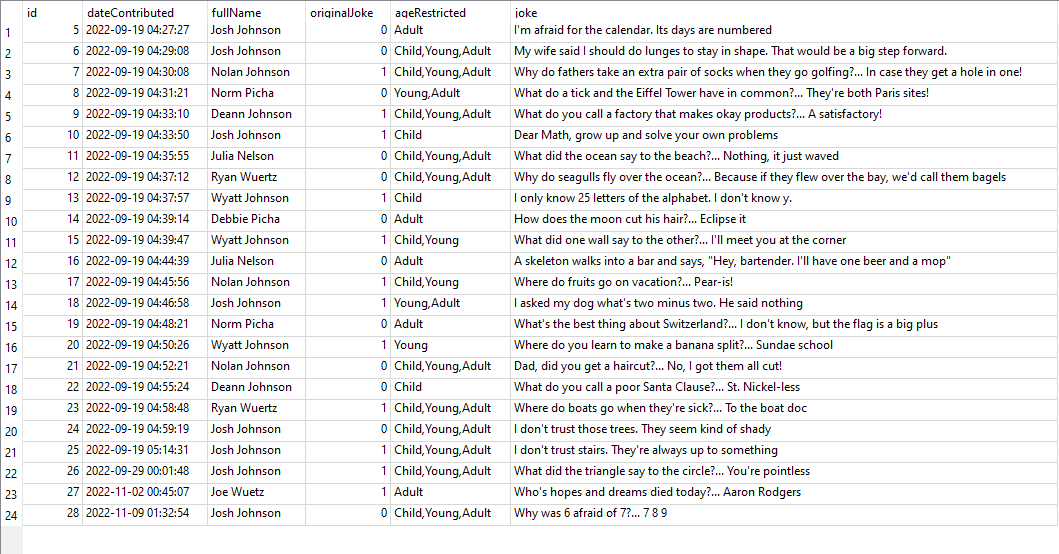 id dateContributed fullName originalJoke ageRestricted joke
1 5 2022-09-19 04:27:27 Josh Johnson 0 Adult I'm afraid for the calendar. Its days are numbered
2 6 2022-09-19 04:29:08 Josh Johnson 0 Child,Young,Adult My wife said I should do lunges to stay in shape. That would be a big step forward.
3 7 2022-09-19 04:30:08 Nolan Johnson 1 Child,Young,Adult Why do fathers take an extra pair of socks when they go golfing?... In case they get a hole in one!
4 8 2022-09-19 04:31:21 Norm Picha 0 Young,Adult What do a tick and the Eiffel Tower have in common?... They're both Paris sites!
5 9 2022-09-19 04:33:10 Deann Johnson 1 Child,Young,Adult What do you call a factory that makes okay products?... A satisfactory!
6 10 2022-09-19 04:33:50 Josh Johnson 1 Child Dear Math, grow up and solve your own problems
7 11 2022-09-19 04:35:55 Julia Nelson 0 Child,Young,Adult What did the ocean say to the beach?... Nothing, it just waved
8 12 2022-09-19 04:37:12 Ryan Wuertz 0 Child,Young,Adult Why do seagulls fly over the ocean?... Because if they flew over the bay, we'd call them bagels
9 13 2022-09-19 04:37:57 Wyatt Johnson 1 Child I only know 25 letters of the alphabet. I don't know y.
10 14 2022-09-19 04:39:14 Debbie Picha 0 Adult How does the moon cut his hair?... Eclipse it
11 15 2022-09-19 04:39:47 Wyatt Johnson 1 Child,Young What did one wall say to the other?... I'll meet you at the corner
12 16 2022-09-19 04:44:39 Julia Nelson 0 Adult A skeleton walks into a bar and says, "Hey, bartender. I'll have one beer and a mop"
13 17 2022-09-19 04:45:56 Nolan Johnson 1 Child,Young Where do fruits go on vacation?... Pear-is!
14 18 2022-09-19 04:46:58 Josh Johnson 1 Young,Adult I asked my dog what's two minus two. He said nothing
15 19 2022-09-19 04:48:21 Norm Picha 0 Adult What's the best thing about Switzerland?... I don't know, but the flag is a big plus
16 20 2022-09-19 04:50:26 Wyatt Johnson 1 Young Where do you learn to make a banana split?... Sundae school
17 21 2022-09-19 04:52:21 Nolan Johnson 0 Child,Young,Adult Dad, did you get a haircut?... No, I got them all cut!
18 22 2022-09-19 04:55:24 Deann Johnson 0 Child What do you call a poor Santa Clause?... St. Nickel-less
19 23 2022-09-19 04:58:48 Ryan Wuertz 1 Child,Young,Adult Where do boats go when they're sick?... To the boat doc
20 24 2022-09-19 04:59:19 Josh Johnson 0 Child,Young,Adult I don't trust those trees. They seem kind of shady
21 25 2022-09-19 05:14:31 Josh Johnson 1 Child,Young,Adult I don't trust stairs. They're always up to something
22 26 2022-09-29 00:01:48 Josh Johnson 1 Child,Young,Adult What did the triangle say to the circle?... You're pointless
23 27 2022-11-02 00:45:07 Joe Wuetz 1 Adult Who's hopes and dreams died today?... Aaron Rodgers
24 28 2022-11-09 01:32:54 Josh Johnson 0 Child,Young,Adult Why was 6 afraid of 7?... 7 8 9